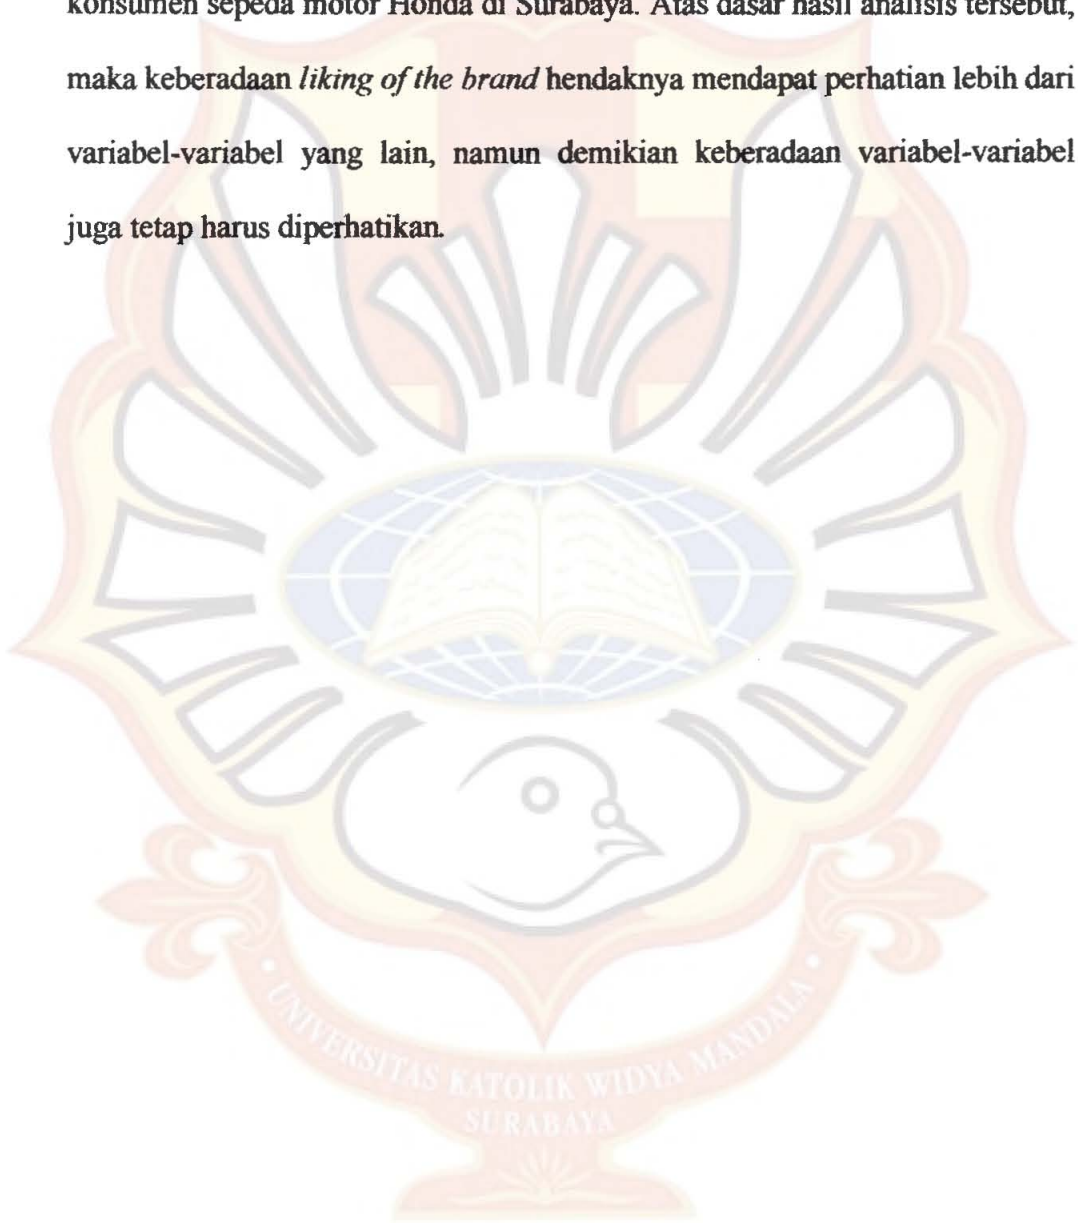 konsumen sepeda motor Honda di Surabaya. Atas dasar hasil analisis tersebut,
maka keberadaan liking of the brand hendaknya mendapat perhatian lebih dari
variabel-variabel yang lain, namun demikian keberadaan variabel-variabel
juga tetap harus diperhatikan.
UNIVERSITAS KATOLIK WIDYA MANDALA
SURABAYA